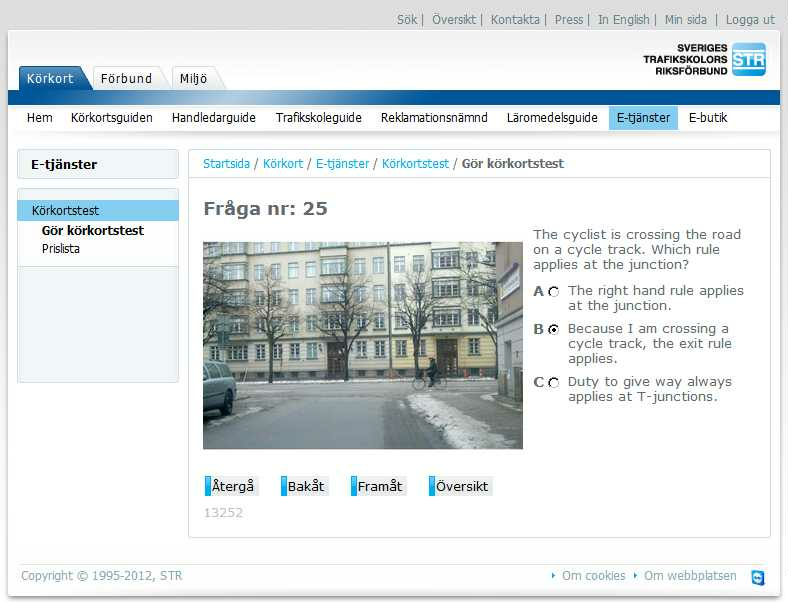 Sök | Översikt | Kontakta | Press | In English | Min sida | Logga ut
SVERIGES
TRAFIKSKOLORS
RIKSFÖRBUND
STR
Körkort Förbund Miljö
Hem Körkortsguiden Handledarguide Trafikskoleguide Reklamationsnämnd Läromedelsguide E-tjänster E-butik
E-tjänster
Körkortstest
Gör körkortstest
Prislista
Startsida / Körkort / E-tjänster / Körkortstest / Gör körkortstest
Fråga nr: 25
The cyclist is crossing the road
on a cycle track. Which rule
applies at the junction?
A The right hand rule applies
at the junction.
B Because I am crossing a
cycle track, the exit rule
applies.
C Duty to give way always
applies at T-junctions.
Återgå Bakåt Framåt Översikt
13252
Copyright © 1995-2012, STR
Om cookies Om webbplatsen